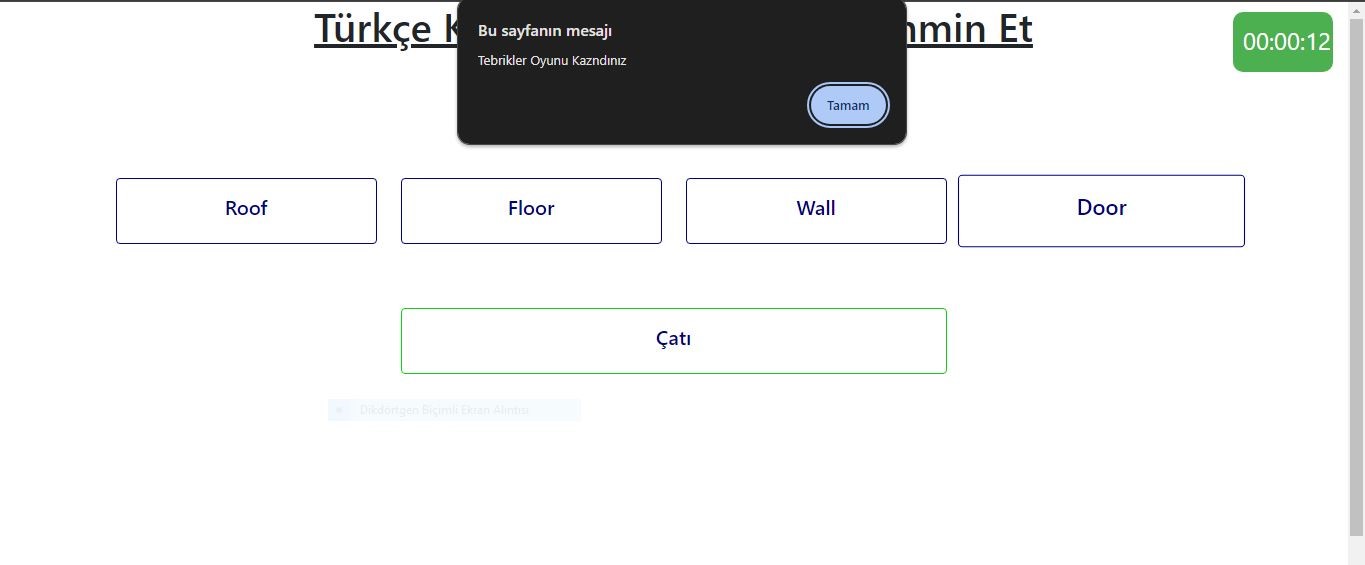 Türkçe K
mmin Et
00:00:12
Bu sayfanın mesajı
Tebrikler Oyunu Kazndınız
Tamam
Roof
Floor
Wall
Door
Çatı
Dikdörtgen Biçimli Ekran Alıntısı